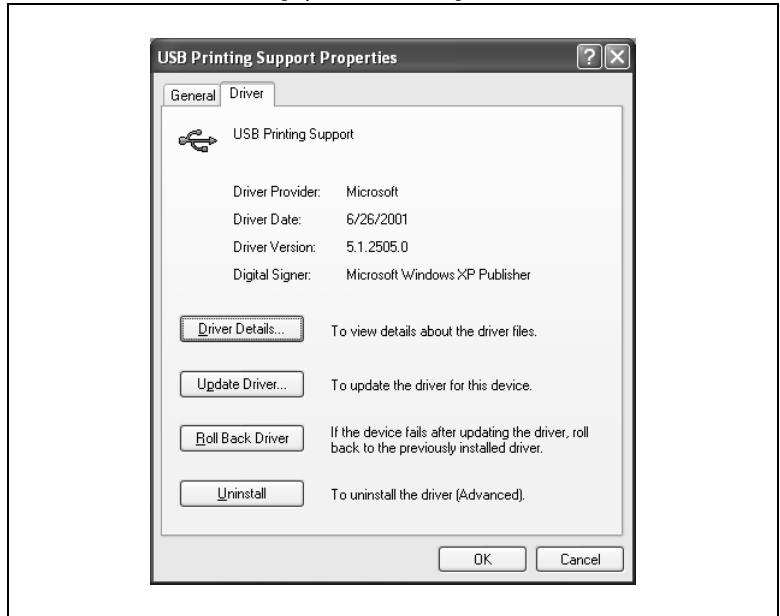 USB Printing Support Properties
General Driver
USB Printing Support
Driver Provider: Microsoft
Driver Date: 6/26/2001
Driver Version: 5.1.2505.0
Digital Signer: Microsoft Windows XP Publisher
Driver Details... To view details about the driver files.
Update Driver... To update the driver for this device.
Roll Back Driver If the device fails after updating the driver, roll
back to the previously installed driver.
Uninstall To uninstall the driver (Advanced).
OK Cancel